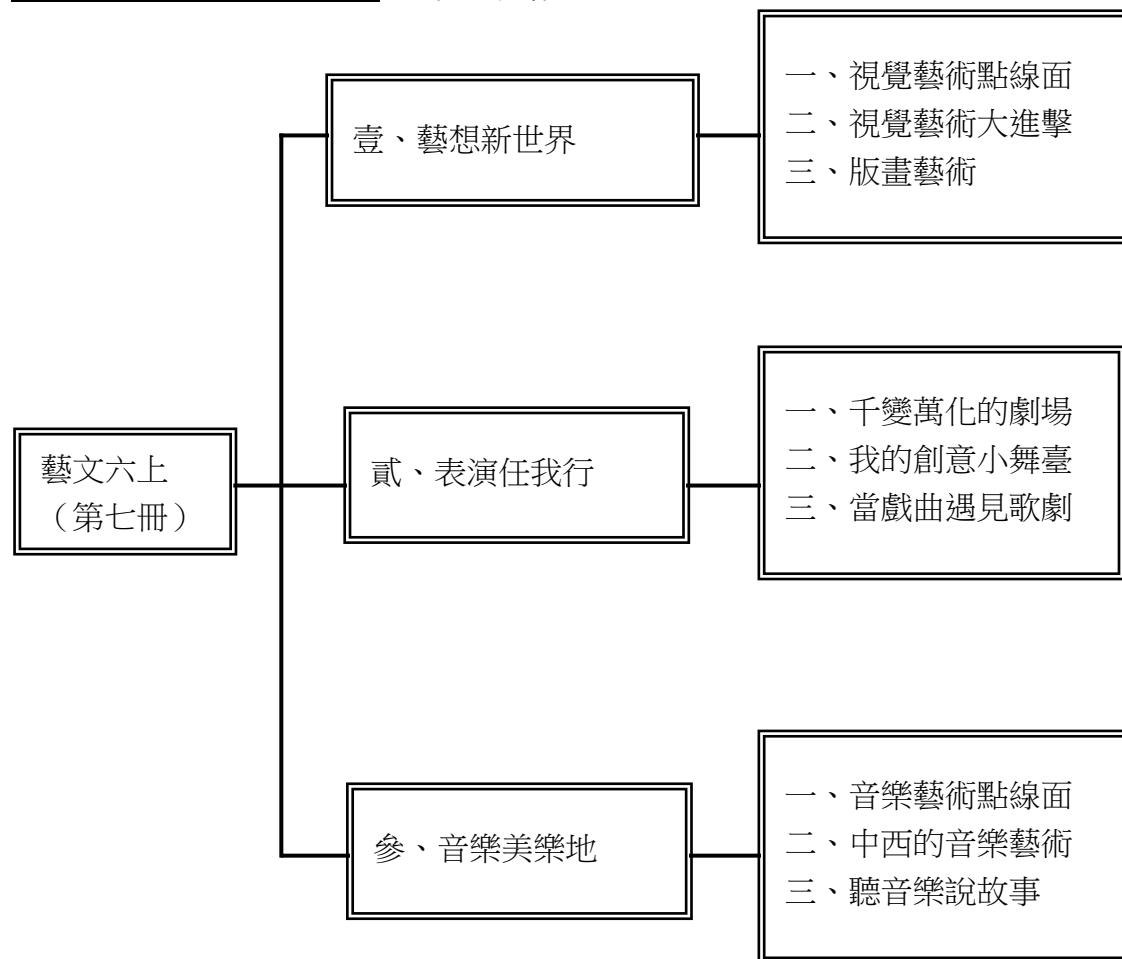 壹、藝想新世界
一、視覺藝術點線面
二、視覺藝術大進擊
三、版畫藝術
藝文六上
（第七冊）
貳、表演任我行
一、千變萬化的劇場
二、我的創意小舞臺
三、當戲曲遇見歌劇
參、音樂美樂地
一、音樂藝術點線面
二、中西的音樂藝術
三、聽音樂說故事